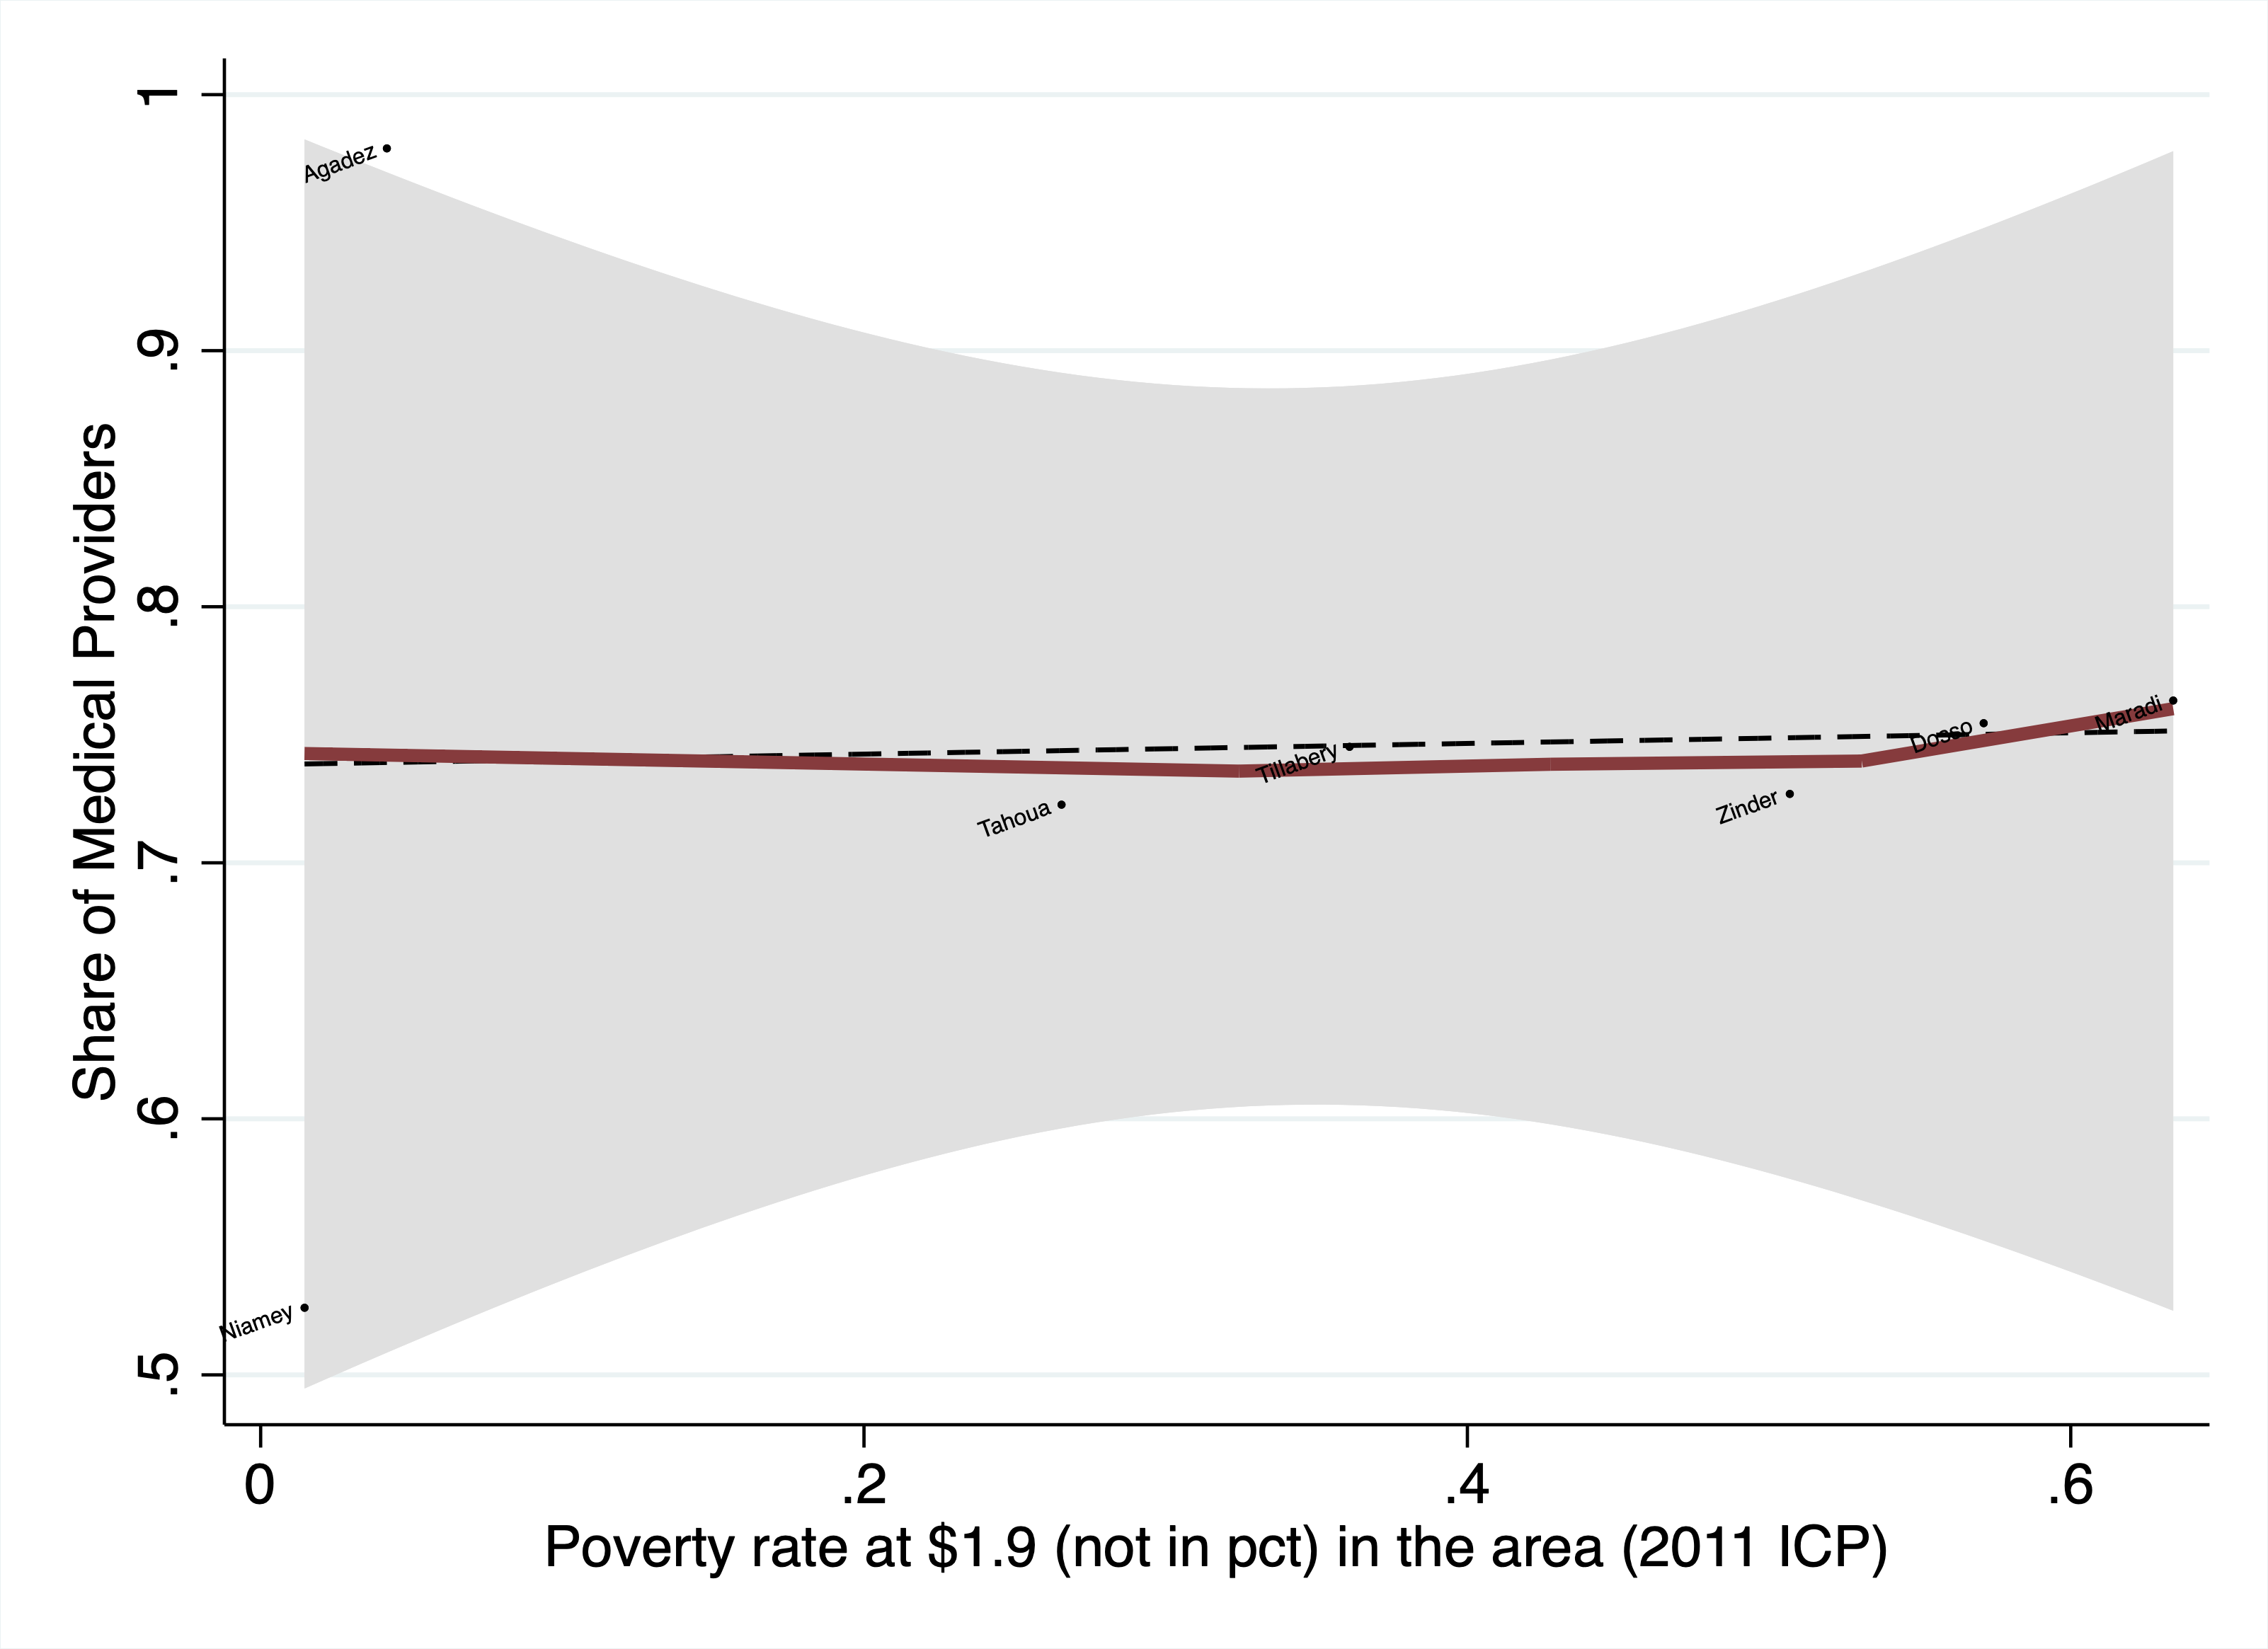 Share of Medical Providers
1
.9
.8
.7
.6
.5
Agadez
Tillabery
Dosso
Maradi
Tahoua
Zinder
Niamey
0 .2 .4 .6
Poverty rate at $1.9 (not in pct) in the area (2011 ICP)